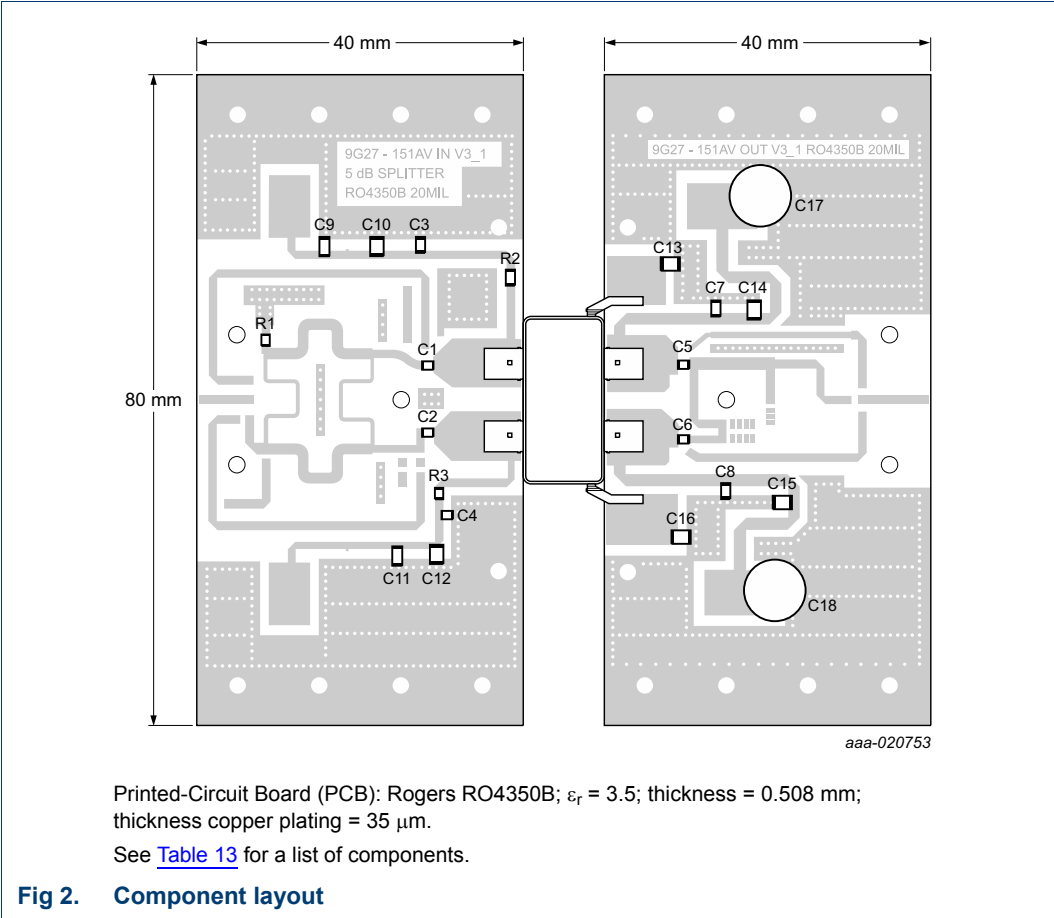 40 mm
40 mm
9G27 - 151AV IN V3_1
5 dB SPLITTER
RO4350B 20MIL
9G27 - 151AV OUT V3_1 RO4350B 20MIL
C17
C9
C10
C3
R2
C13
C7
C14
R1
C1
C5
80 mm
C2
C6
R3
C4
C8
C15
C16
C11
C12
C18
aaa-020753
Printed-Circuit Board (PCB): Rogers RO4350B; εr = 3.5; thickness = 0.508 mm;
thickness copper plating = 35 μm.
See Table 13 for a list of components.
Fig 2. Component layout